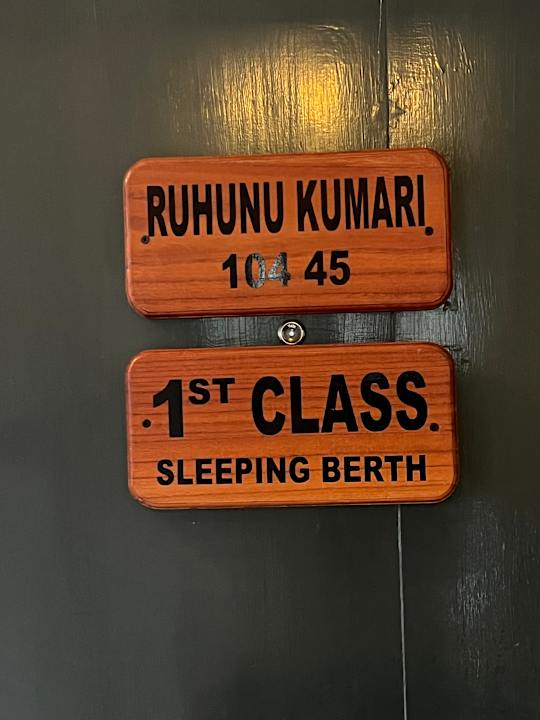 RUHUNU KUMARI
104 45
1ST CLASS
SLEEPING BERTH